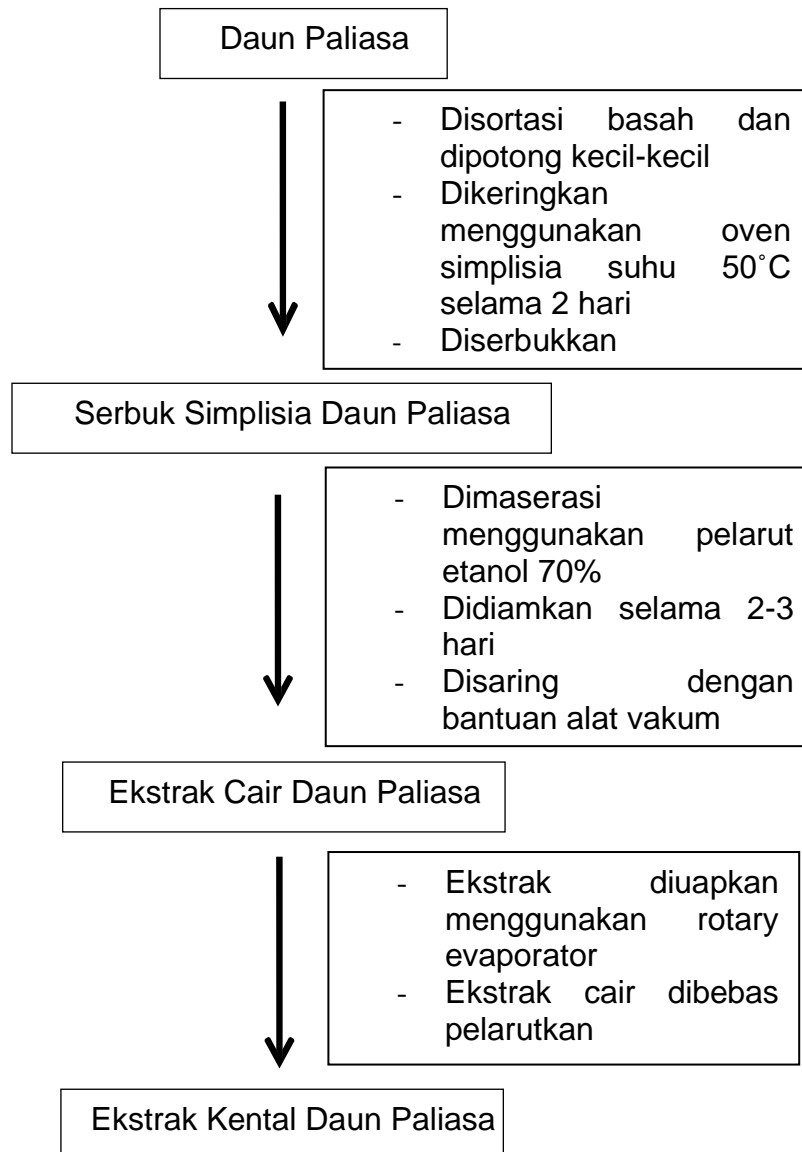 Daun Paliasa
- Disortasi basah dan
dipotong kecil-kecil
- Dikeringkan
menggunakan oven
simplisia suhu 50˚C
selama 2 hari
- Diserbukkan
Serbuk Simplisia Daun Paliasa
- Dimaserasi
menggunakan pelarut
etanol 70%
- Didiamkan selama 2-3
hari
- Disaring dengan
bantuan alat vakum
Ekstrak Cair Daun Paliasa
- Ekstrak diuapkan
menggunakan rotary
evaporator
- Ekstrak cair dibebas
pelarutkan
Ekstrak Kental Daun Paliasa